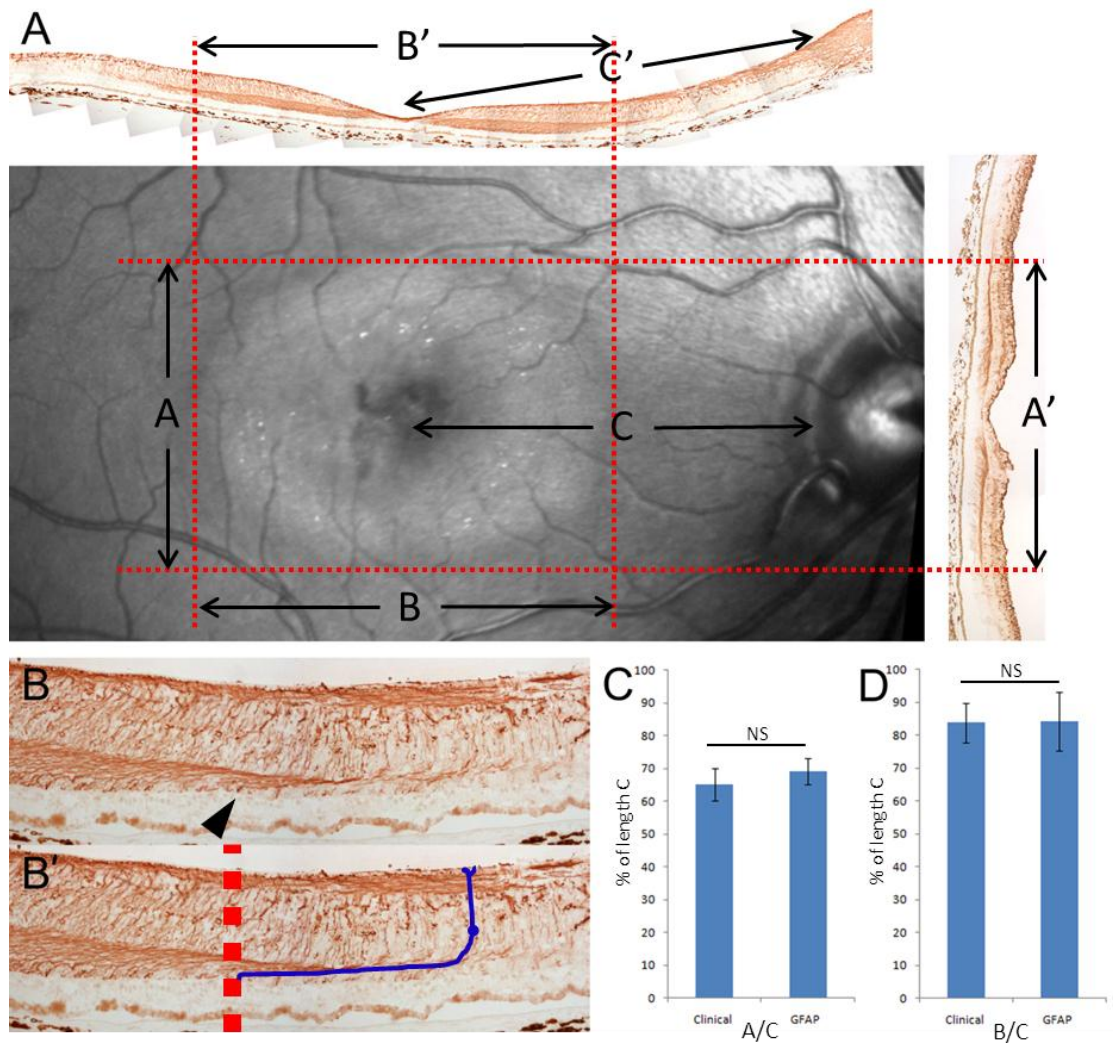 A
B'
C'
A
A'
C
B
B
B'
C
100
90
80
70
60
50
40
30
20
10
0
% of length C
NS
Clinical
GFAP
A/C
D
100
90
80
70
60
50
40
30
20
10
0
% of length C
NS
Clinical
GFAP
B/C